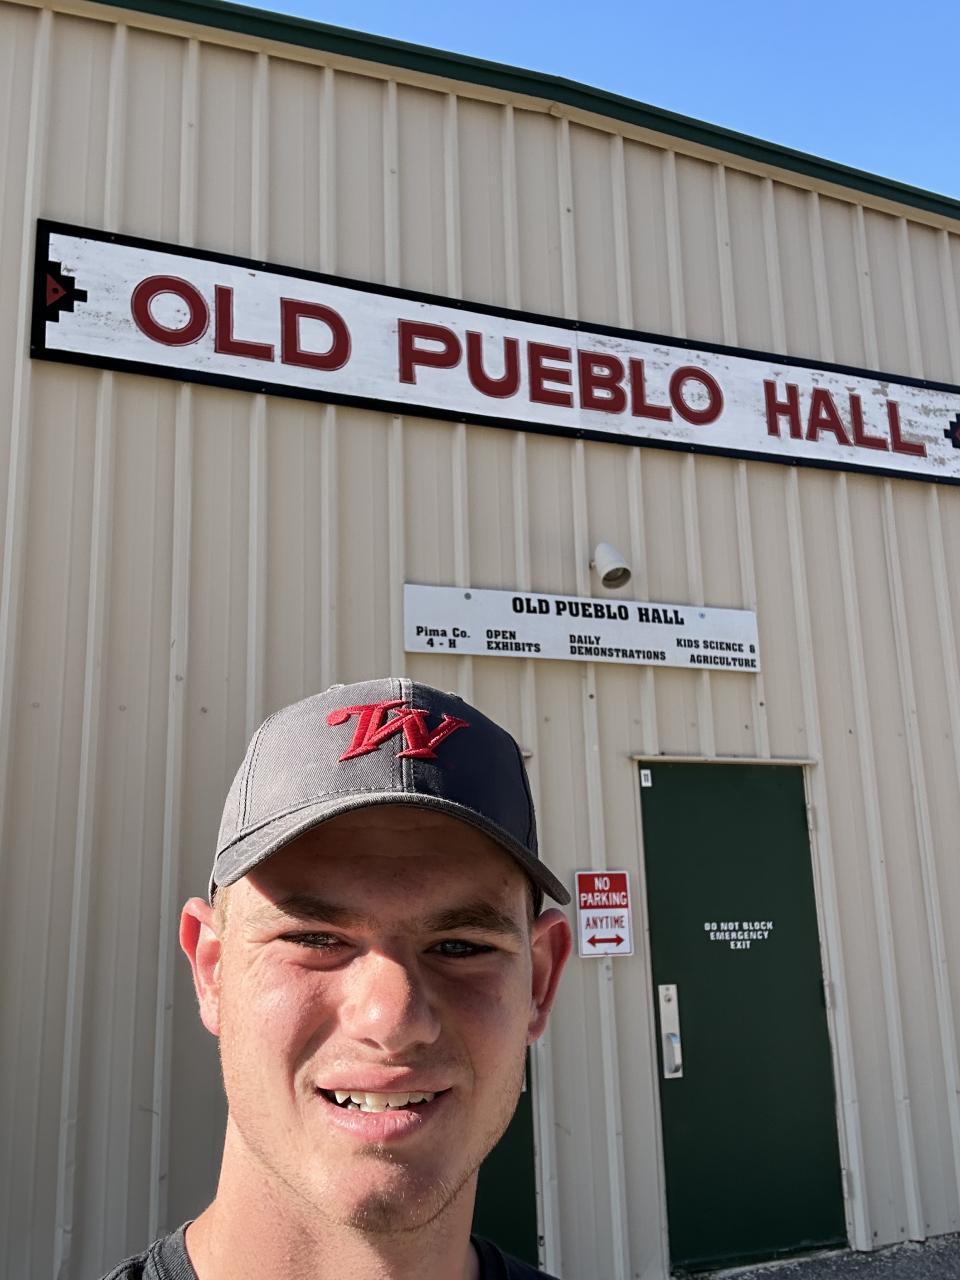 OLD PUEBLO HALL
OLD PUEBLO HALL
Pima Co. OPEN DAILY KIDS SCIENCE &
4 - H EXHIBITS DEMONSTRATIONS AGRICULTURE
TW
11
NO
PARKING
ANYTIME
DO NOT BLOCK
EMERGENCY
EXIT